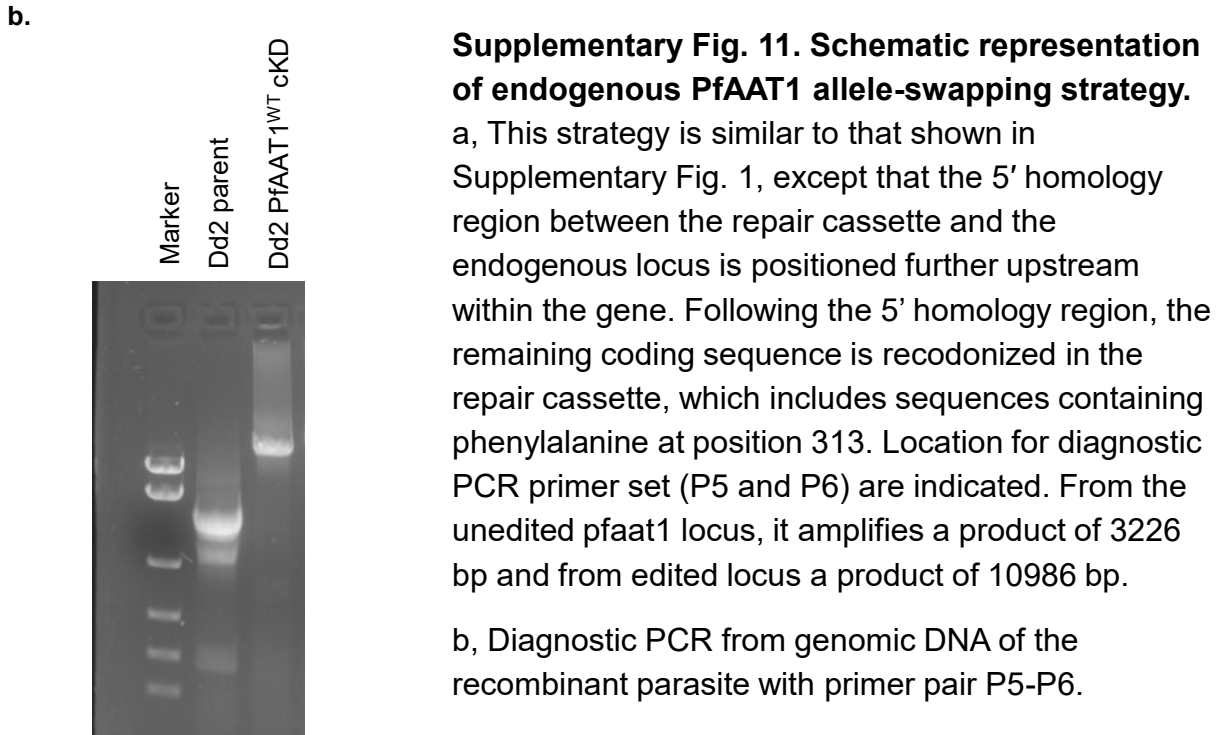 b.
Marker
Dd2 parent
Dd2 PfAAT1WT cKD
Supplementary Fig. 11. Schematic representation
of endogenous PfAAT1 allele-swapping strategy.
a, This strategy is similar to that shown in
Supplementary Fig. 1, except that the 5′ homology
region between the repair cassette and the
endogenous locus is positioned further upstream
within the gene. Following the 5’ homology region, the
remaining coding sequence is recodonized in the
repair cassette, which includes sequences containing
phenylalanine at position 313. Location for diagnostic
PCR primer set (P5 and P6) are indicated. From the
unedited pfaat1 locus, it amplifies a product of 3226
bp and from edited locus a product of 10986 bp.
b, Diagnostic PCR from genomic DNA of the
recombinant parasite with primer pair P5-P6.